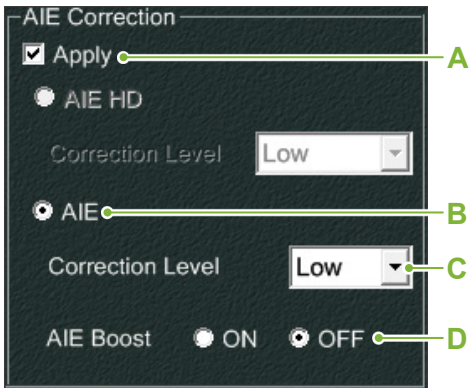 AIE Correction
Apply A
AIE HD
Correction Level Low
AIE B
Correction Level Low C
AIE Boost ON OFF D